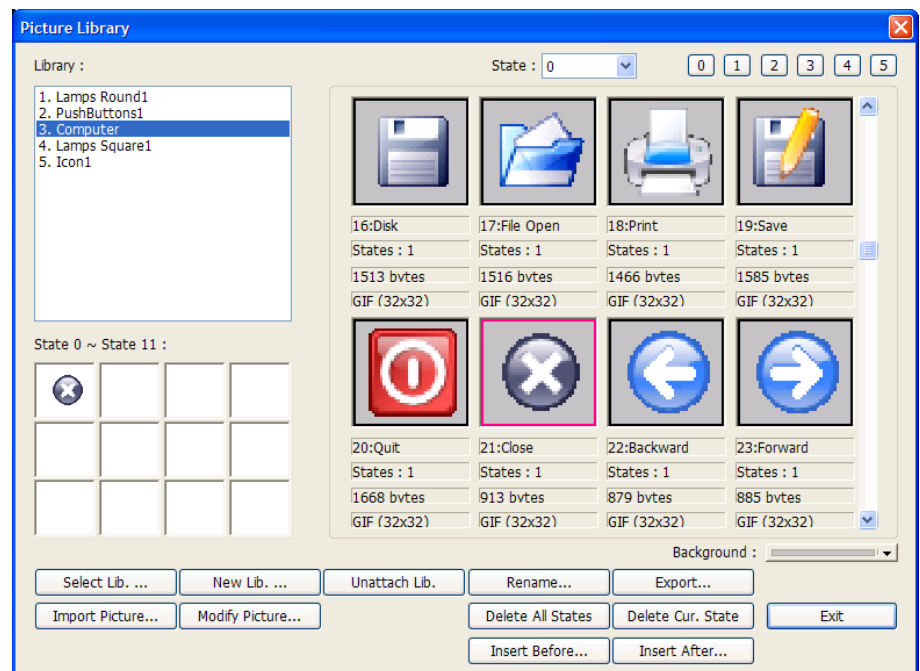 Picture Library
Library :
State : 0
0 1 2 3 4 5
1. Lamps Round1
2. PushButtons1
3. Computer
4. Lamps Square1
5. Icon1
16:Disk 17:File Open 18:Print 19:Save
States : 1 States : 1 States : 1 States : 1
1513 bytes 1516 bytes 1466 bytes 1585 bytes
GIF (32x32) GIF (32x32) GIF (32x32) GIF (32x32)
State 0 ~ State 11 :
20:Quit 21:Close 22:Backward 23:Forward
States : 1 States : 1 States : 1 States : 1
1668 bytes 913 bytes 879 bytes 885 bytes
GIF (32x32) GIF (32x32) GIF (32x32) GIF (32x32)
Background :
Select Lib. ... New Lib. ... Unattach Lib. Rename... Export...
Import Picture... Modify Picture... Delete All States Delete Cur. State Exit
Insert Before... Insert After...